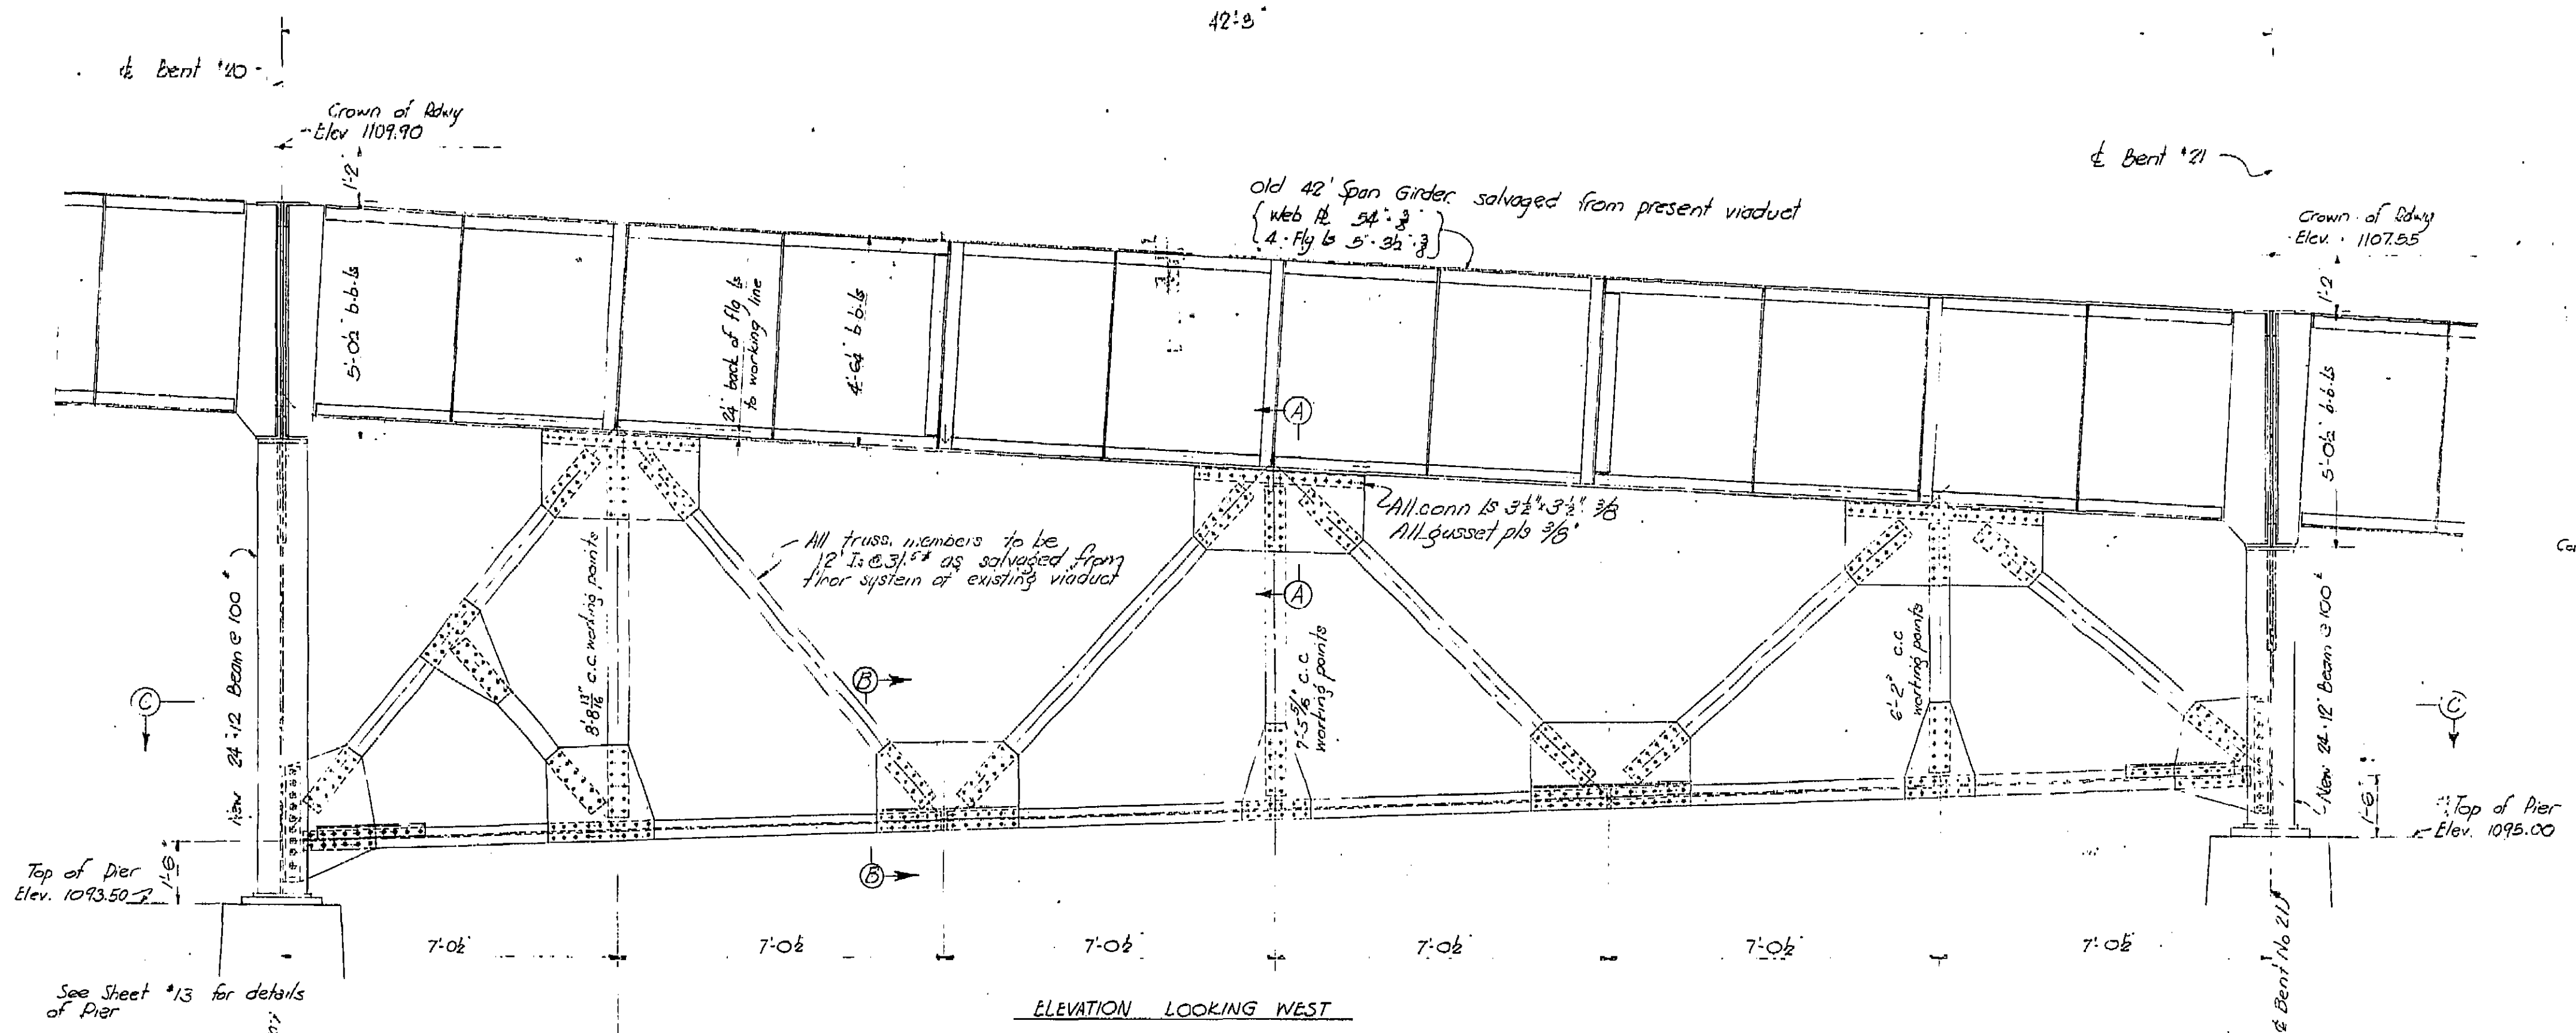 42'-3"
℄ Bent #20
Crown of Rdwy
Elev 1109.90
1'-2"
℄ Bent #21
Old 42' Span Girder salvaged from present viaduct
Web PL 54" · 3/8"
4 · Flg Ls 5 · 3½ · 3/8
Crown of Rdwy
Elev. 1107.55
1'-2
5'-0½" b.b.Ls
2¼" back of flg Ls
to working line
4'-6¼" b.b.Ls
5'-0½" b.b.Ls
A
All conn Ls 3½" x 3½" 3/8
All gusset pls 3/8"
All truss members to be
12" Is @ 31.5# as salvaged from
floor system of existing viaduct
A
New 24·12 Beam @ 100#
8'-8 13/16" c.c. working points
B
7'-5 5/16" c.c.
working points
6'-2" c.c.
working points
New 24·12" Beam @ 100#
C
C
1'-6"
Top of Pier
Elev. 1095.00
Top of Pier
Elev. 1093.50
1'-6"
B
7'-0½"
7'-0½"
7'-0½"
7'-0½"
7'-0½"
7'-0½"
℄ Bent No 21
See Sheet #13 for details
of Pier
ELEVATION LOOKING WEST